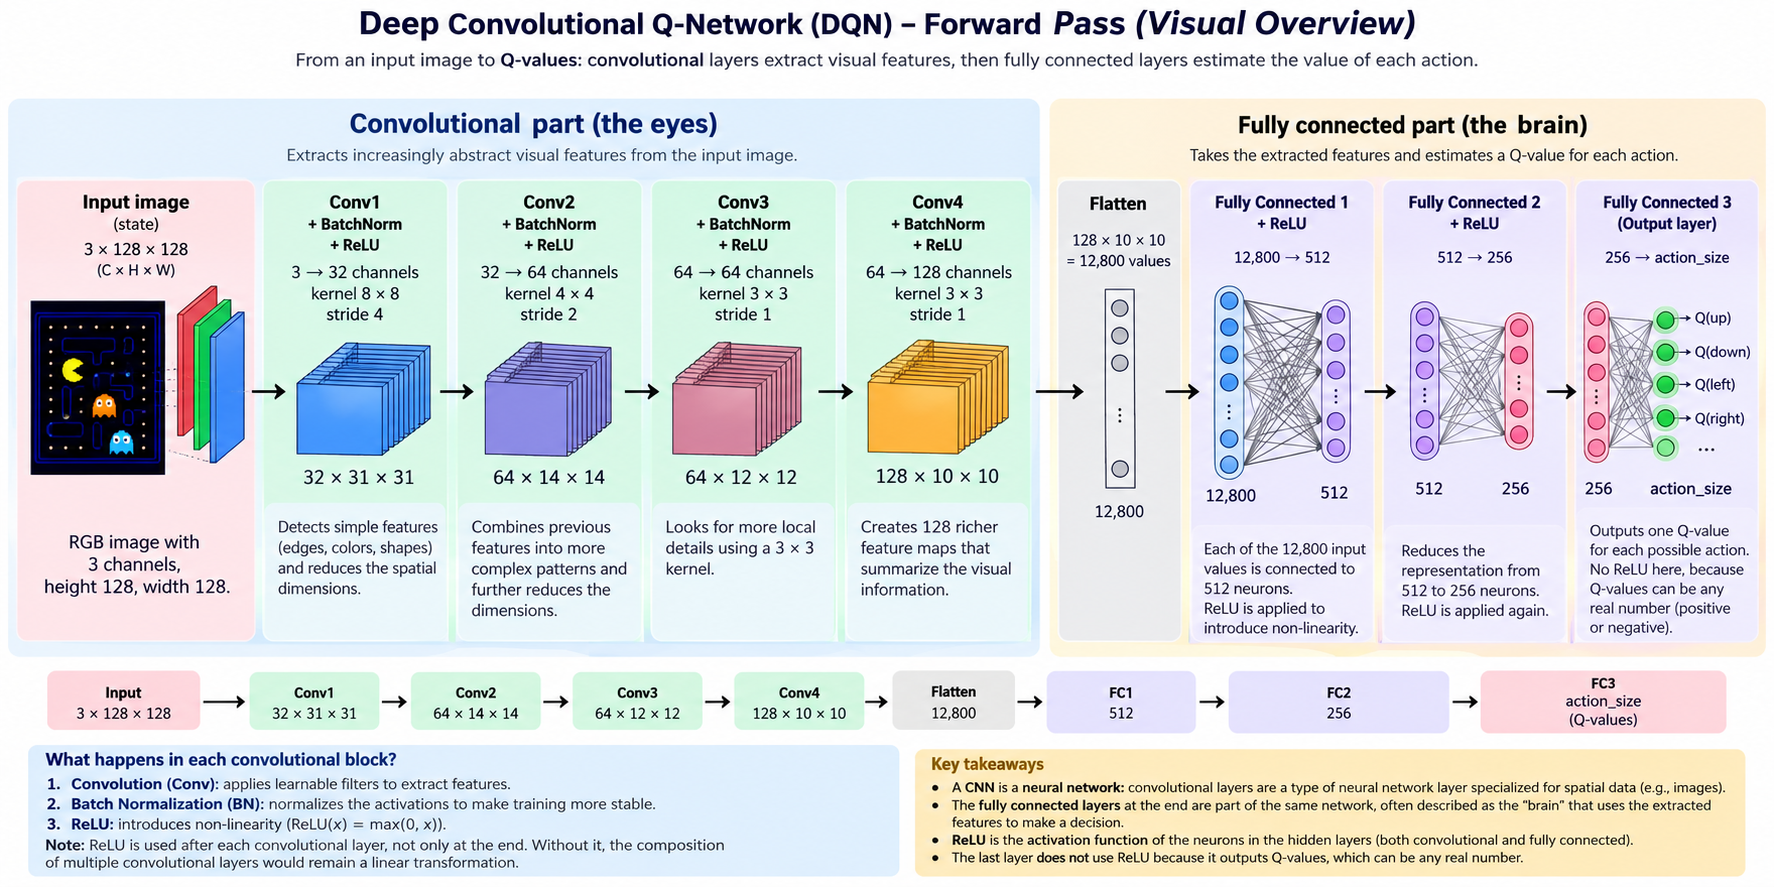 Deep Convolutional Q-Network (DQN) – Forward Pass (Visual Overview)
From an input image to Q-values: convolutional layers extract visual features, then fully connected layers estimate the value of each action.
Convolutional part (the eyes)
Extracts increasingly abstract visual features from the input image.
Input image
(state)
3 × 128 × 128
(C × H × W)
RGB image with
3 channels,
height 128, width 128.
Conv1
+ BatchNorm
+ ReLU
3 → 32 channels
kernel 8 × 8
stride 4
32 × 31 × 31
Detects simple features
(edges, colors, shapes)
and reduces the spatial
dimensions.
Conv2
+ BatchNorm
+ ReLU
32 → 64 channels
kernel 4 × 4
stride 2
64 × 14 × 14
Combines previous
features into more
complex patterns and
further reduces the
dimensions.
Conv3
+ BatchNorm
+ ReLU
64 → 64 channels
kernel 3 × 3
stride 1
64 × 12 × 12
Looks for more local
details using a 3 × 3
kernel.
Conv4
+ BatchNorm
+ ReLU
64 → 128 channels
kernel 3 × 3
stride 1
128 × 10 × 10
Creates 128 richer
feature maps that
summarize the visual
information.
Fully connected part (the brain)
Takes the extracted features and estimates a Q-value for each action.
Flatten
128 × 10 × 10
= 12,800 values
⋮
12,800
Fully Connected 1
+ ReLU
12,800 → 512
⋮
⋮
12,800
512
Each of the 12,800 input
values is connected to
512 neurons.
ReLU is applied to
introduce non-linearity.
Fully Connected 2
+ ReLU
512 → 256
⋮
⋮
512
256
Reduces the
representation from
512 to 256 neurons.
ReLU is applied again.
Fully Connected 3
(Output layer)
256 → action_size
⋮
Q(up)
Q(down)
Q(left)
Q(right)
...
256
action_size
Outputs one Q-value
for each possible action.
No ReLU here, because
Q-values can be any
real number (positive
or negative).
Input
3 × 128 × 128
Conv1
32 × 31 × 31
Conv2
64 × 14 × 14
Conv3
64 × 12 × 12
Conv4
128 × 10 × 10
Flatten
12,800
FC1
512
FC2
256
FC3
action_size
(Q-values)
What happens in each convolutional block?
1. Convolution (Conv): applies learnable filters to extract features.
2. Batch Normalization (BN): normalizes the activations to make training more stable.
3. ReLU: introduces non-linearity (ReLU(x) = max(0, x)).
Note: ReLU is used after each convolutional layer, not only at the end. Without it, the composition
of multiple convolutional layers would remain a linear transformation.
Key takeaways
• A CNN is a neural network: convolutional layers are a type of neural network layer specialized for spatial data (e.g., images).
• The fully connected layers at the end are part of the same network, often described as the "brain" that uses the extracted
features to make a decision.
• ReLU is the activation function of the neurons in the hidden layers (both convolutional and fully connected).
• The last layer does not use ReLU because it outputs Q-values, which can be any real number.